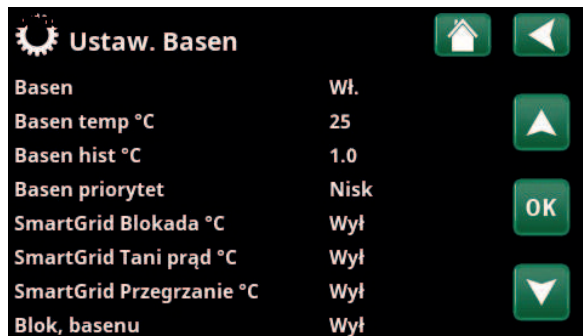 Ustaw. Basen
Basen Wł.
Basen temp °C 25
Basen hist °C 1.0
Basen priorytet Nisk
OK
SmartGrid Blokada °C Wył
SmartGrid Tani prąd °C Wył
SmartGrid Przegrzanie °C Wył
Blok, basenu Wył